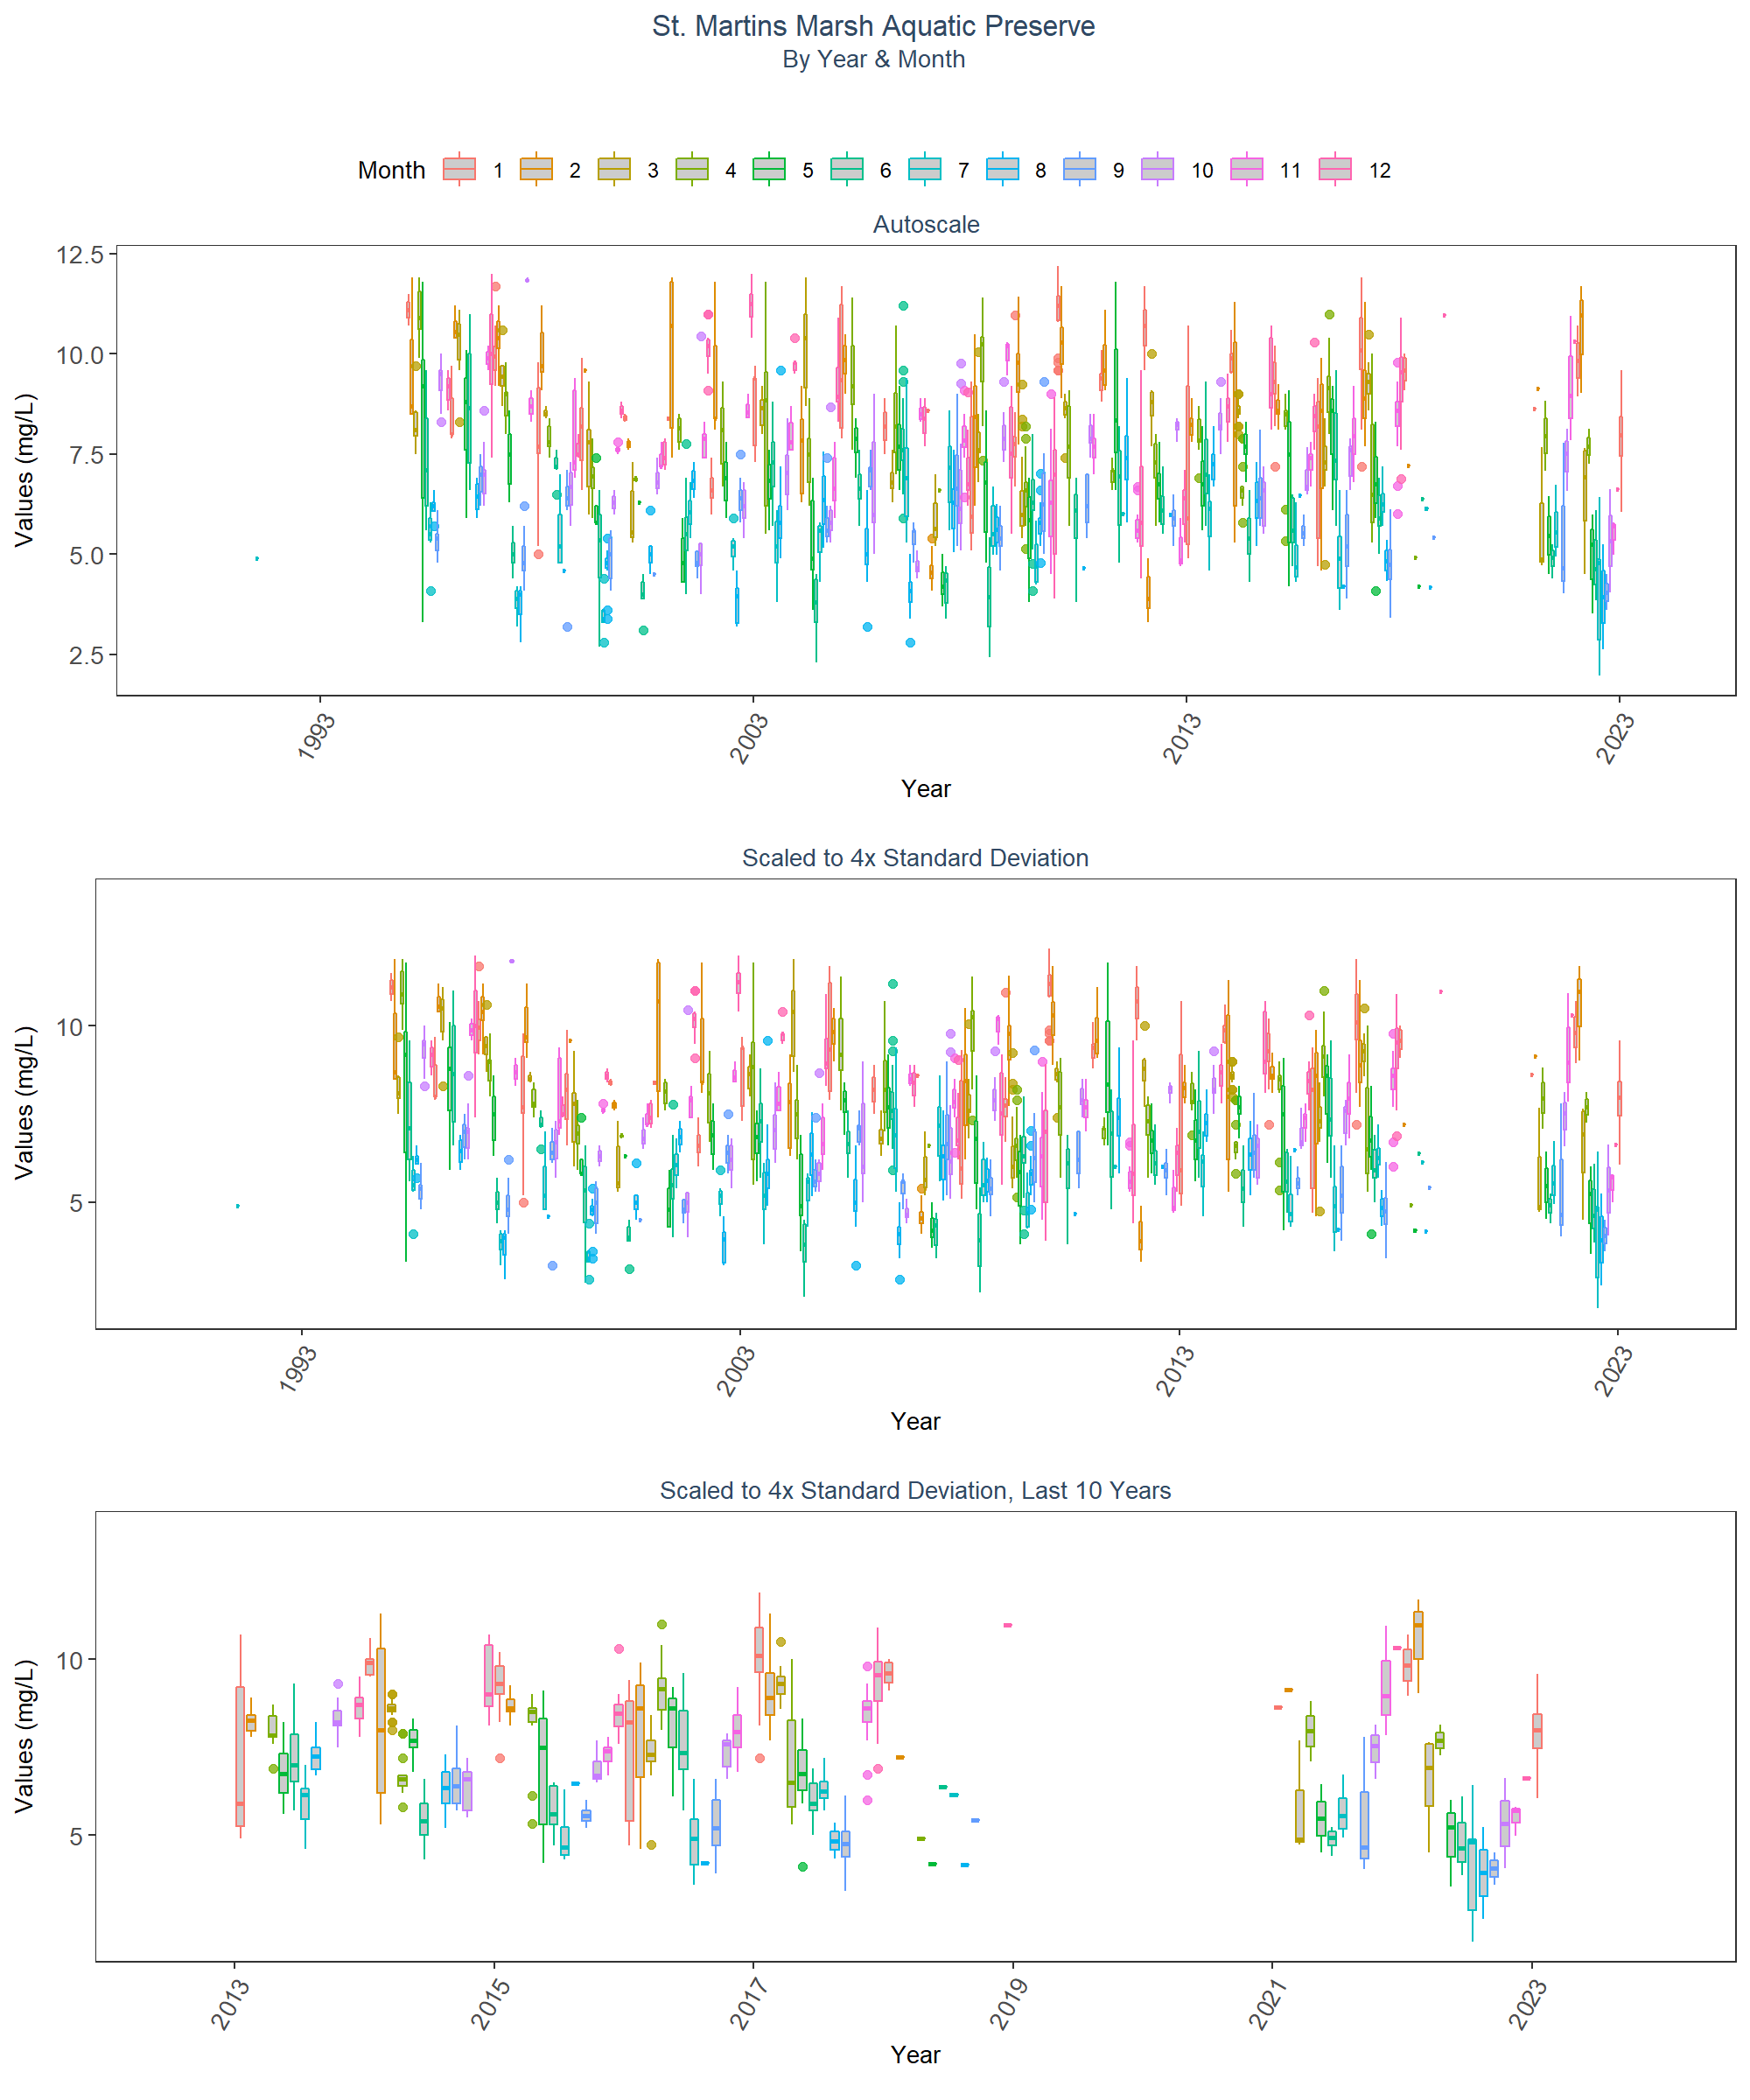 St. Martins Marsh Aquatic Preserve
By Year & Month
Month 1 2 3 4 5 6 7 8 9 10 11 12
Autoscale
Values (mg/L)
12.5
10.0
7.5
5.0
2.5
1993 2003 2013 2023
Year
Scaled to 4x Standard Deviation
Values (mg/L)
10
5
1993 2003 2013 2023
Year
Scaled to 4x Standard Deviation, Last 10 Years
Values (mg/L)
10
5
2013 2015 2017 2019 2021 2023
Year